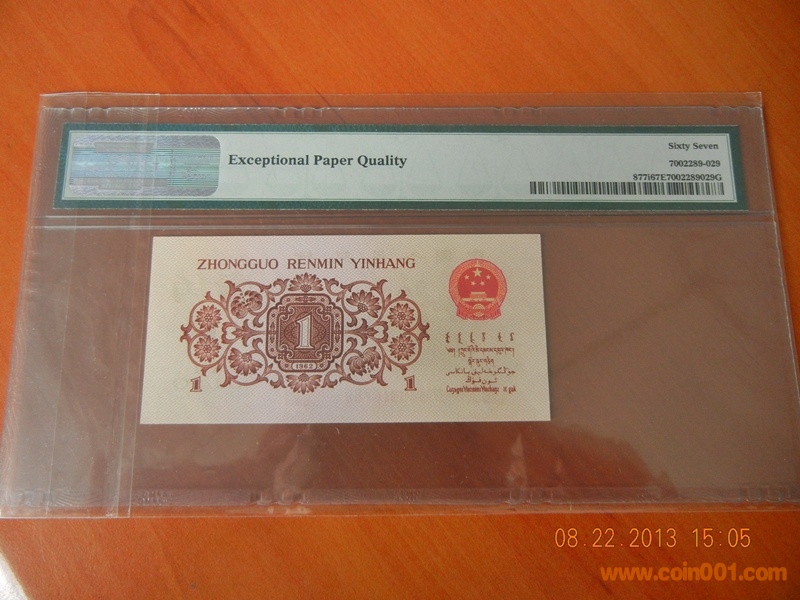 Exceptional Paper Quality
Sixty Seven
7002289-029
877i67E7002289029G
ZHONGGUO RENMIN YINHANG
1
1962
1 1
08.22.2013 15:05
www.coin001.com